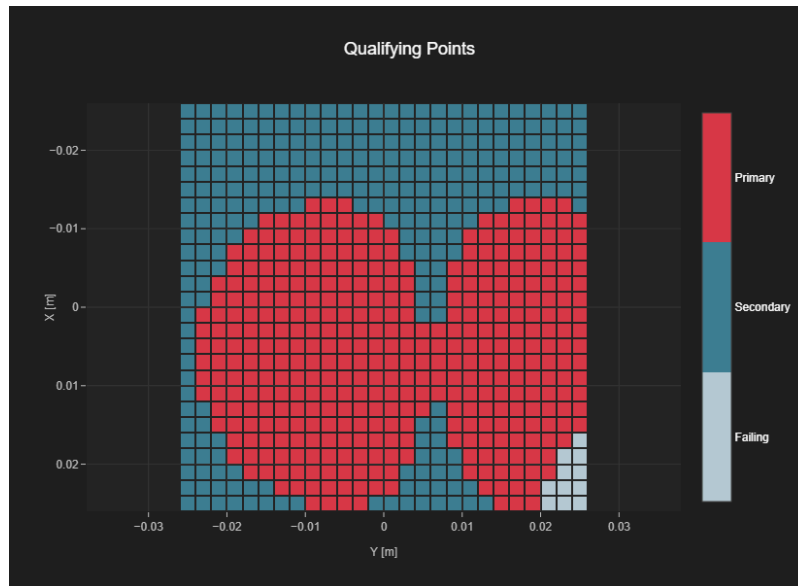 Qualifying Points
−0.02
−0.01
0
0.01
0.02
X [m]
−0.03
−0.02
−0.01
0
0.01
0.02
0.03
Y [m]
Primary
Secondary
Failing